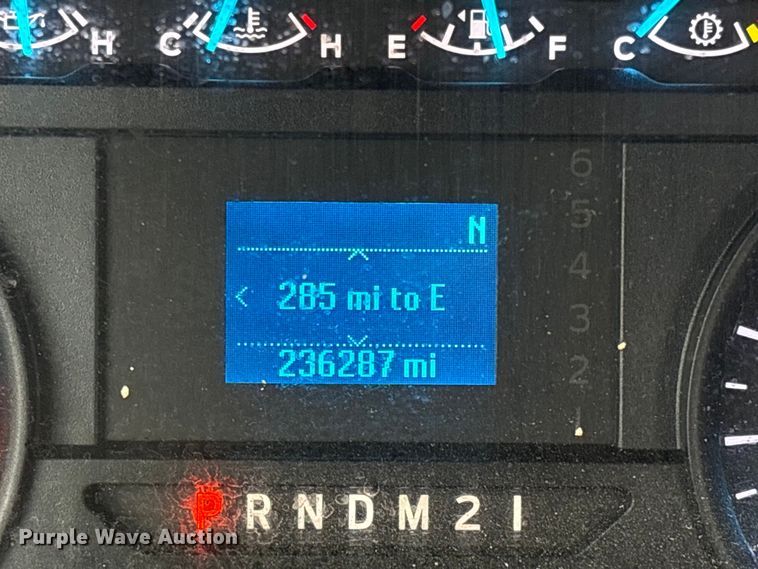 H C H E F C
6
5
N
4
285 mi to E
3
236287 mi
2
1
P R N D M 2 1
Purple Wave Auction